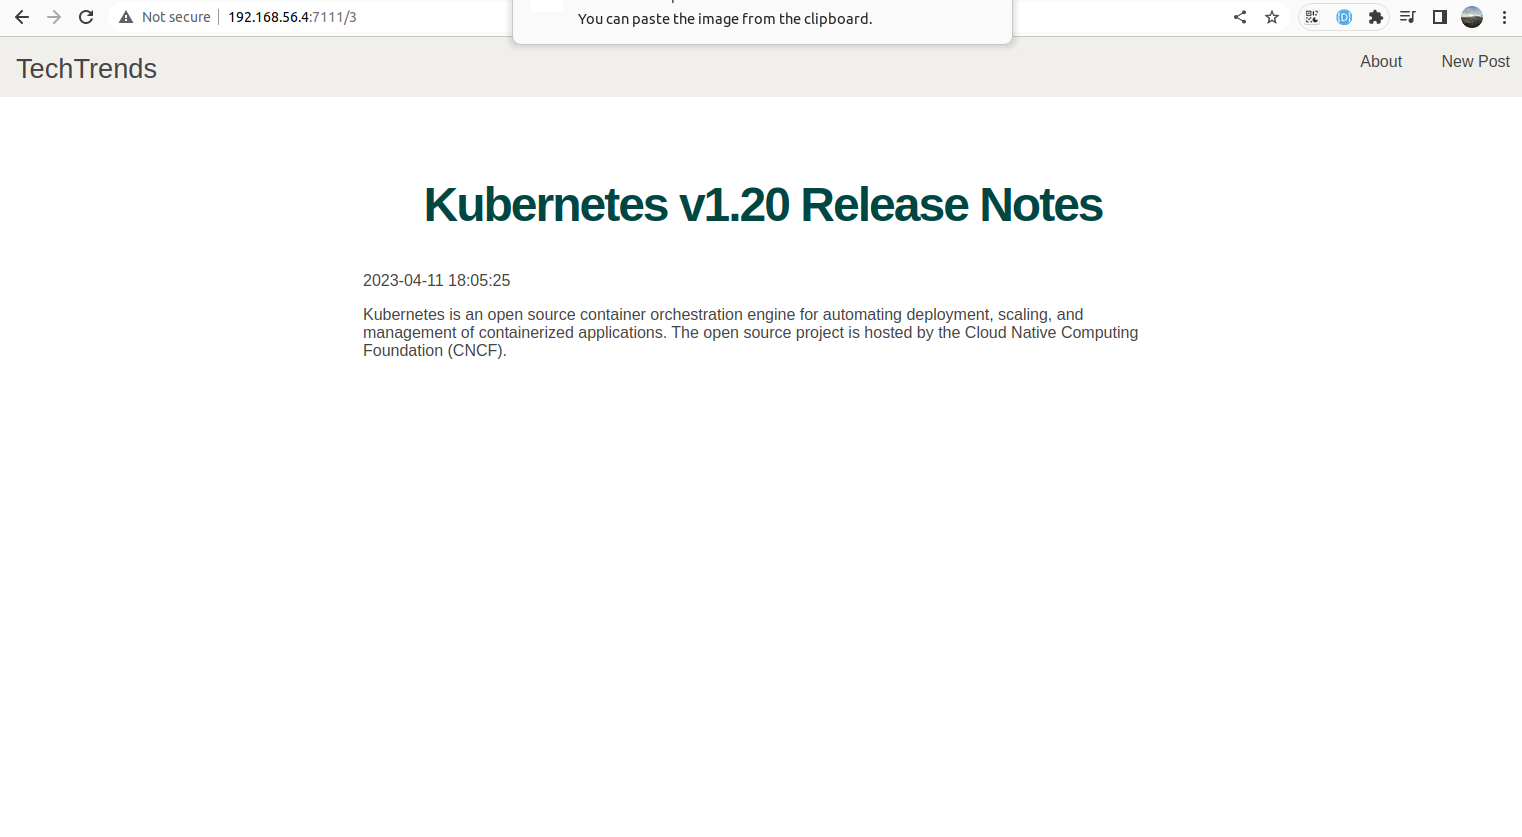 You can paste the image from the clipboard.
Not secure
192.168.56.4:7111/3
TechTrends
About
New Post
Kubernetes v1.20 Release Notes
2023-04-11 18:05:25
Kubernetes is an open source container orchestration engine for automating deployment, scaling, and
management of containerized applications. The open source project is hosted by the Cloud Native Computing
Foundation (CNCF).